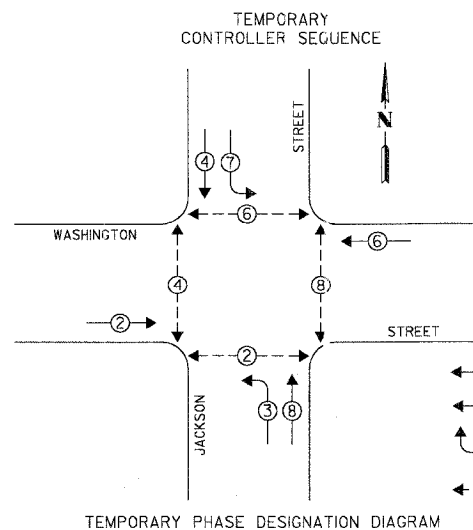 TEMPORARY
CONTROLLER SEQUENCE
STREET
N
4 7
6
WASHINGTON
6
4
8
2
STREET
2
3 8
JACKSON
TEMPORARY PHASE DESIGNATION DIAGRAM